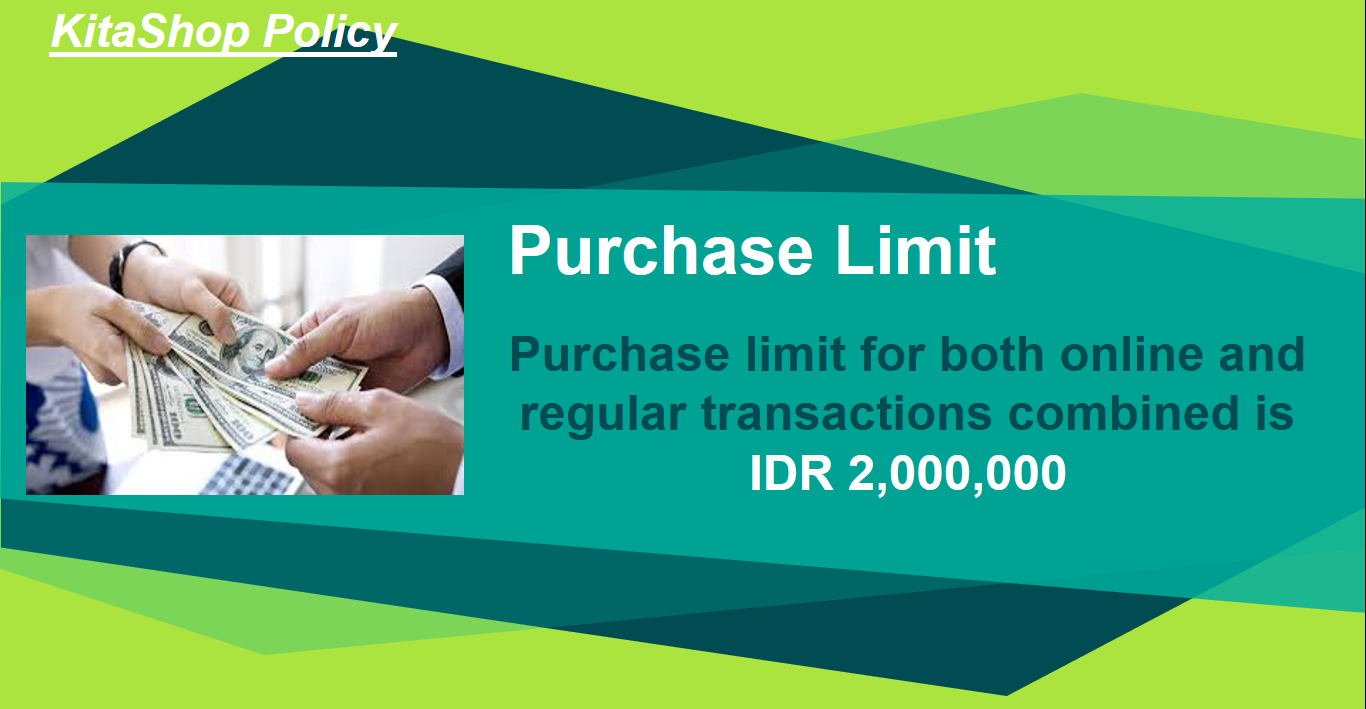 KitaShop Policy
Purchase Limit
Purchase limit for both online and
regular transactions combined is
IDR 2,000,000